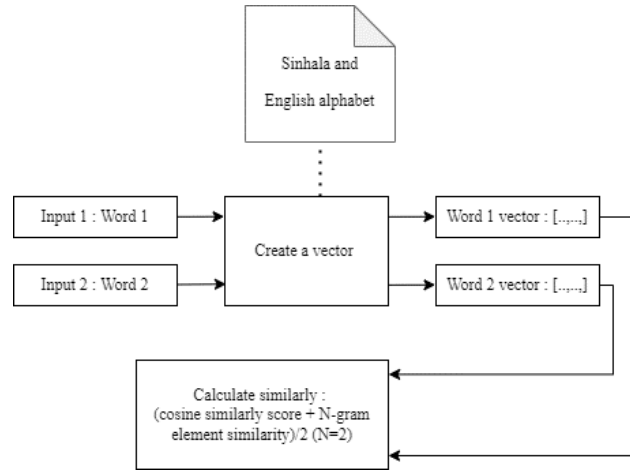 Sinhala and
English alphabet
Input 1 : Word 1
Create a vector
Word 1 vector : [..,..,]
Input 2 : Word 2
Word 2 vector : [..,..,]
Calculate similarly :
(cosine similarly score + N-gram
element similarity)/2 (N=2)